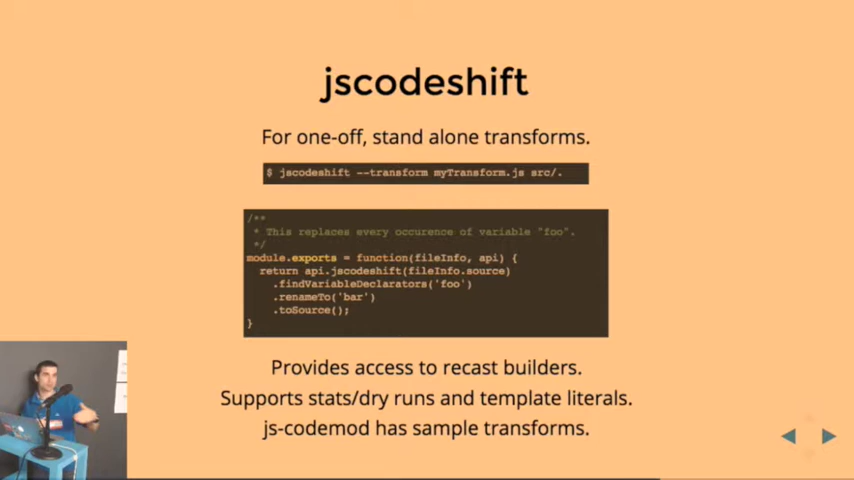 jscodeshift
For one-off, stand alone transforms.
$ jscodeshift --transform myTransform.js src/.
/**
 * This replaces every occurence of variable "foo".
 */
module.exports = function(fileInfo, api) {
  return api.jscodeshift(fileInfo.source)
    .findVariableDeclarators('foo')
    .renameTo('bar')
    .toSource();
}
Provides access to recast builders.
Supports stats/dry runs and template literals.
js-codemod has sample transforms.